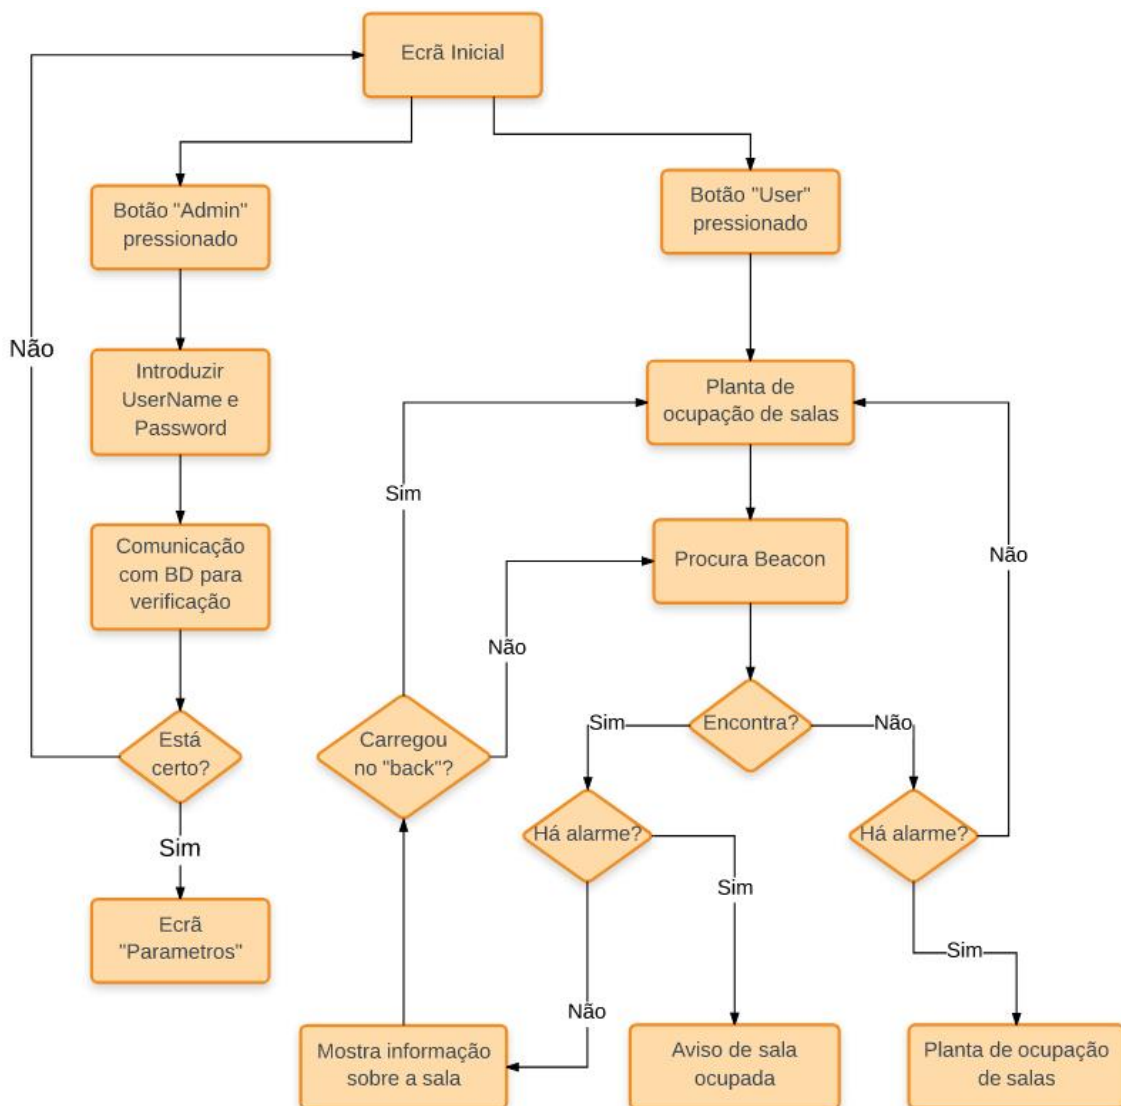 Ecrã Inicial
Botão "Admin"
pressionado
Botão "User"
pressionado
Não
Introduzir
UserName e
Password
Planta de
ocupação de salas
Sim
Comunicação
com BD para
verificação
Procura Beacon
Não
Não
Está
certo?
Carregou
no "back"?
Sim
Encontra?
Não
Há alarme?
Há alarme?
Sim
Sim
Sim
Ecrã
"Parametros"
Não
Mostra informação
sobre a sala
Aviso de sala
ocupada
Planta de ocupação
de salas